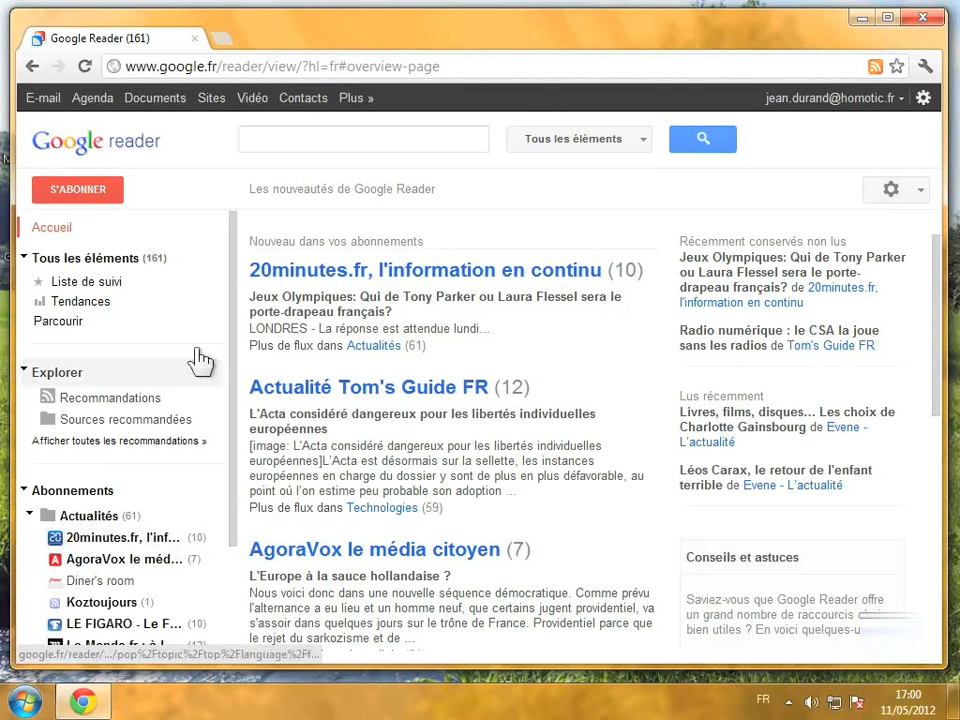 Google Reader (161)
www.google.fr/reader/view/?hl=fr#overview-page
E-mail Agenda Documents Sites Vidéo Contacts Plus »
jean.durand@homotic.fr
Google reader
Tous les éléments
S'ABONNER
Les nouveautés de Google Reader
Accueil
Tous les éléments (161)
Liste de suivi
Tendances
Parcourir
Explorer
Recommandations
Sources recommandées
Afficher toutes les recommandations »
Abonnements
Actualités (61)
20minutes.fr, l'inf... (10)
AgoraVox le méd... (7)
Diner's room
Koztoujours (1)
LE FIGARO - Le F... (10)
google.fr/reader/.../pop%2Ftopic%2Ftop%2Flanguage%2Ff...
Nouveau dans vos abonnements
20minutes.fr, l'information en continu (10)
Jeux Olympiques: Qui de Tony Parker ou Laura Flessel sera le
porte-drapeau français?
LONDRES - La réponse est attendue lundi...
Plus de flux dans Actualités (61)
Actualité Tom's Guide FR (12)
L'Acta considéré dangereux pour les libertés individuelles
européennes
[image: L'Acta considéré dangereux pour les libertés individuelles
européennes]L'Acta est désormais sur la sellette, les instances
européennes en charge du dossier y sont de plus en plus défavorable, au
point où l'on estime peu probable son adoption ...
Plus de flux dans Technologies (59)
AgoraVox le média citoyen (7)
L'Europe à la sauce hollandaise ?
Nous voici donc dans une nouvelle séquence démocratique. Comme prévu
l'alternance a eu lieu et un homme neuf, que certains jugent providentiel, va
s'assoir dans quelques jours sur le trône de France. Providentiel parce que
le rejet du sarkozisme et de ...
Récemment conservés non lus
Jeux Olympiques: Qui de Tony Parker
ou Laura Flessel sera le porte-
drapeau français? de 20minutes.fr,
l'information en continu
Radio numérique : le CSA la joue
sans les radios de Tom's Guide FR
Lus récemment
Livres, films, disques... Les choix de
Charlotte Gainsbourg de Evene -
L'actualité
Léos Carax, le retour de l'enfant
terrible de Evene - L'actualité
Conseils et astuces
Saviez-vous que Google Reader offre
un grand nombre de raccourcis
bien utiles ? En voici quelques-u
FR
17:00
11/05/2012